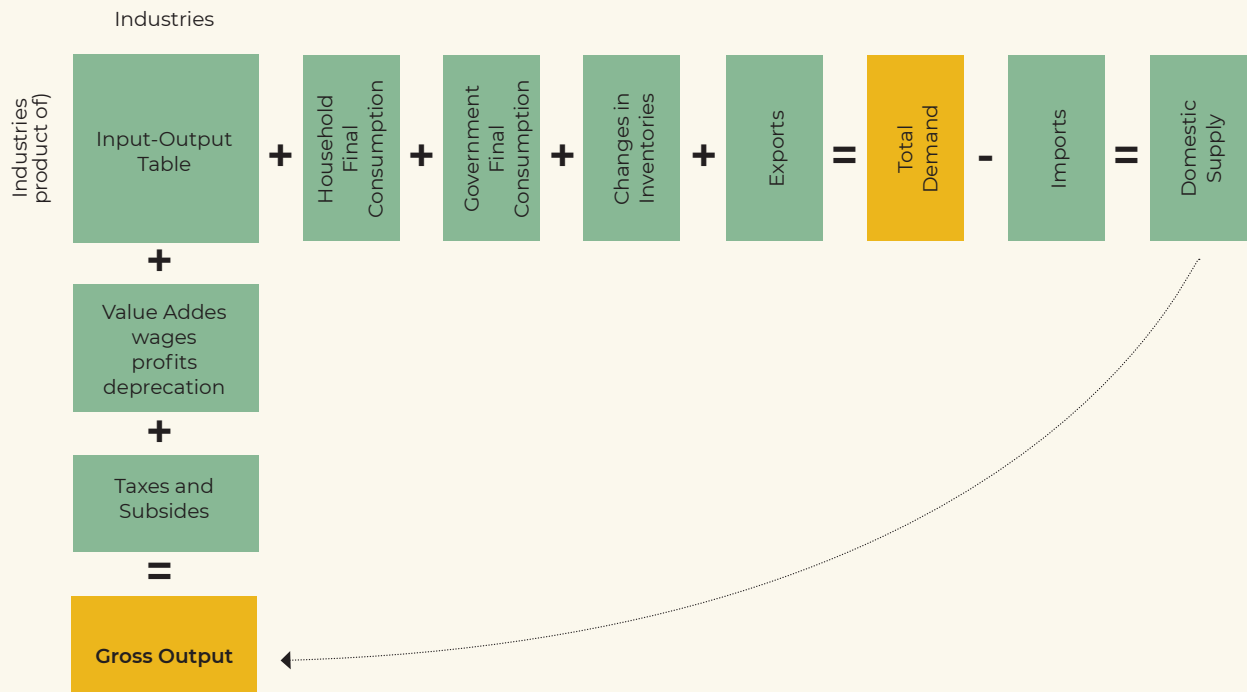 Industries
Industries
product of)
Input-Output
Table
+
Household
Final
Consumption
+
Government
Final
Consumption
+
Changes in
Inventories
+
Exports
=
Total
Demand
-
Imports
=
Domestic
Supply
+
Value Addes
wages
profits
deprecation
+
Taxes and
Subsides
=
Gross Output